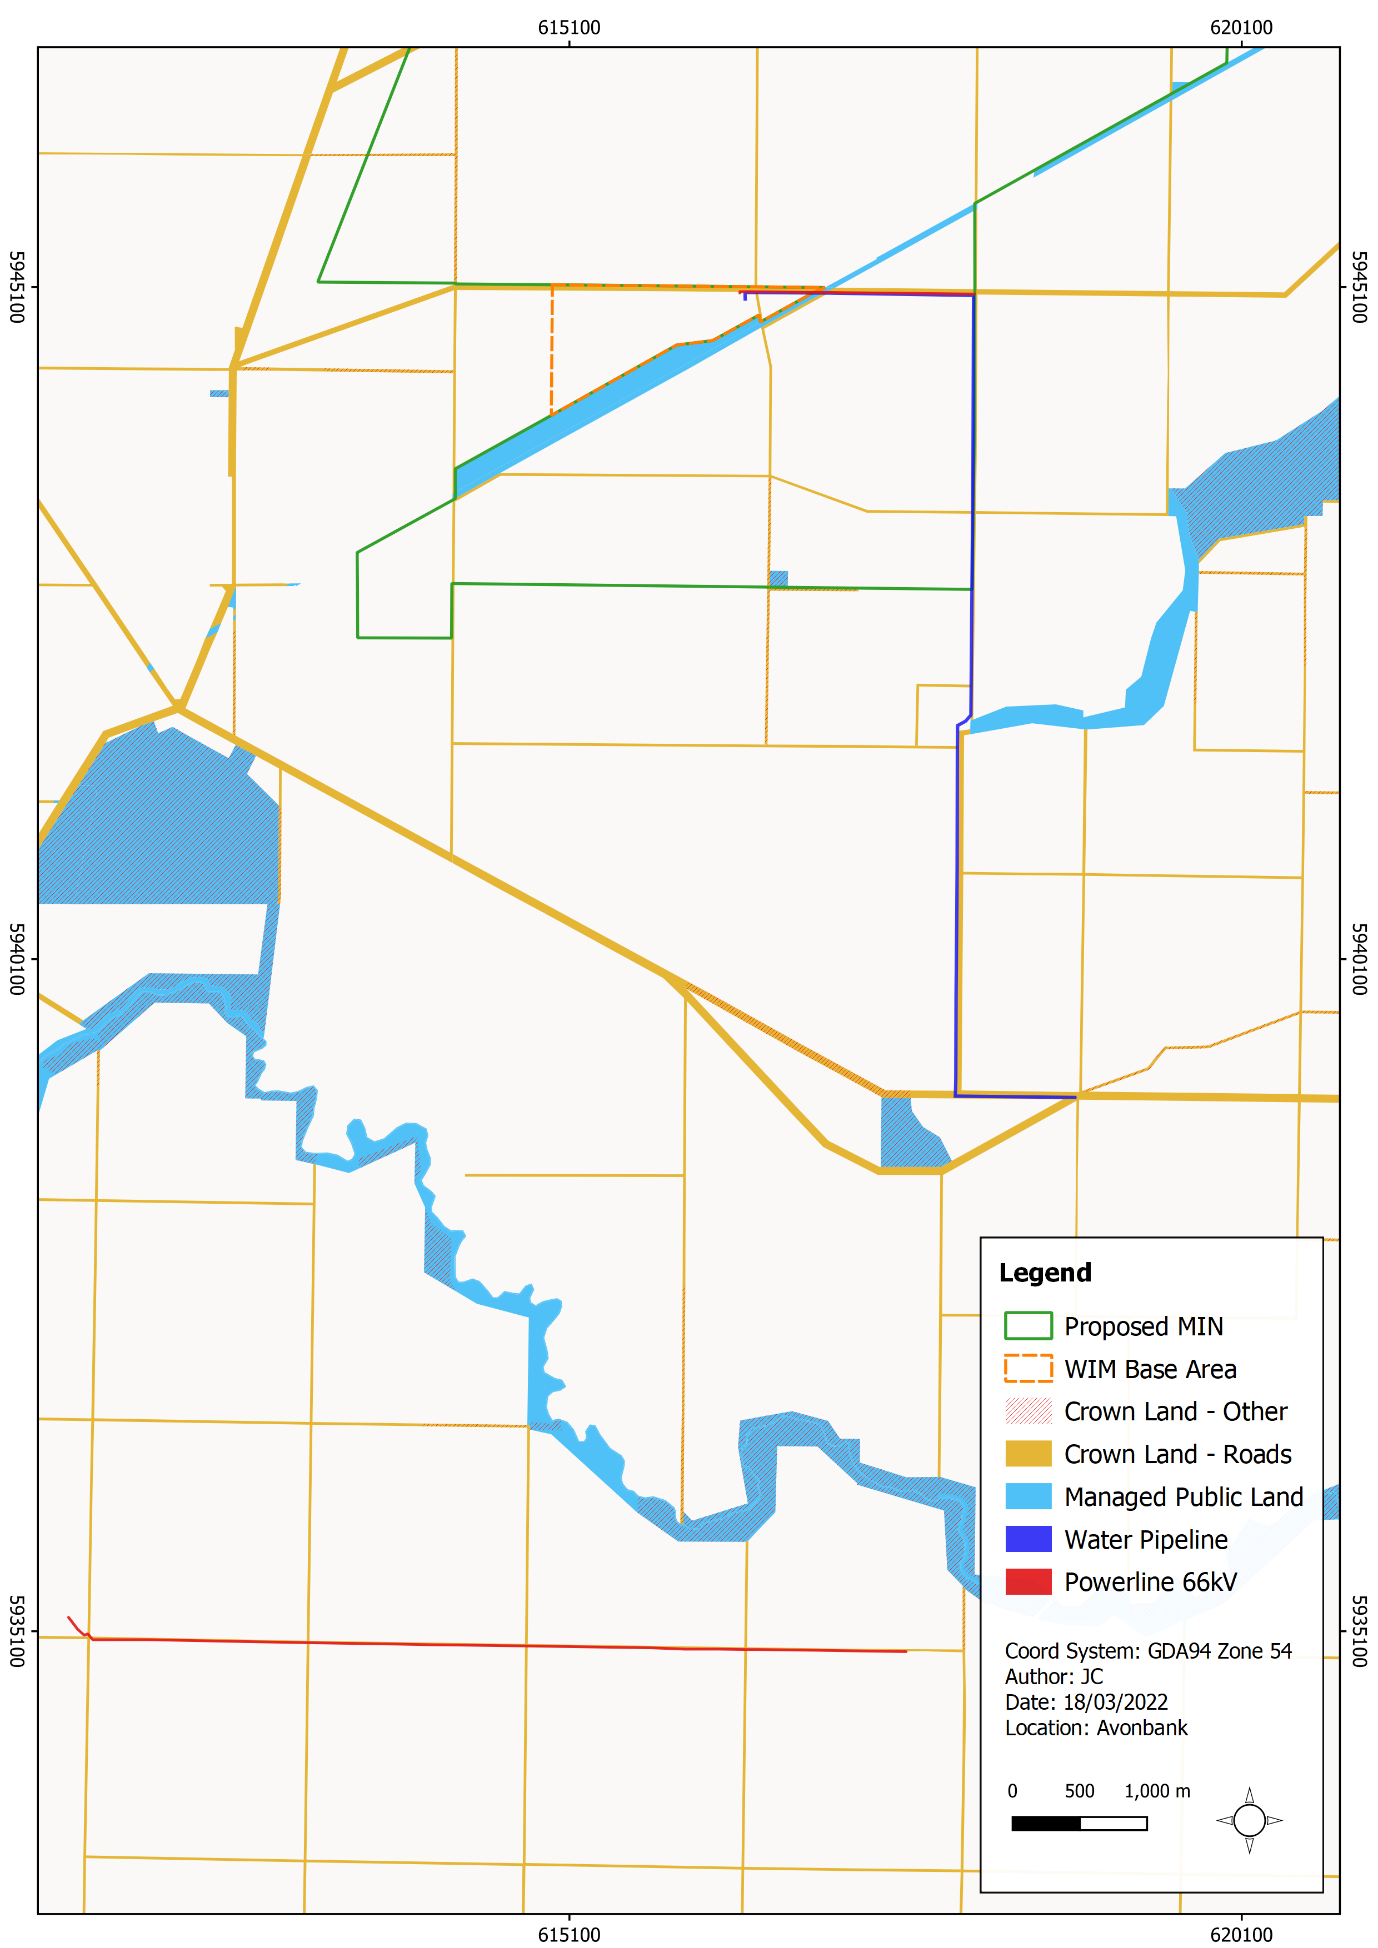 615100
620100
5945100
5945100
5940100
5940100
5935100
5935100
Legend
Proposed MIN
WIM Base Area
Crown Land - Other
Crown Land - Roads
Managed Public Land
Water Pipeline
Powerline 66kV
Coord System: GDA94 Zone 54
Author: JC
Date: 18/03/2022
Location: Avonbank
0 500 1,000 m
615100
620100